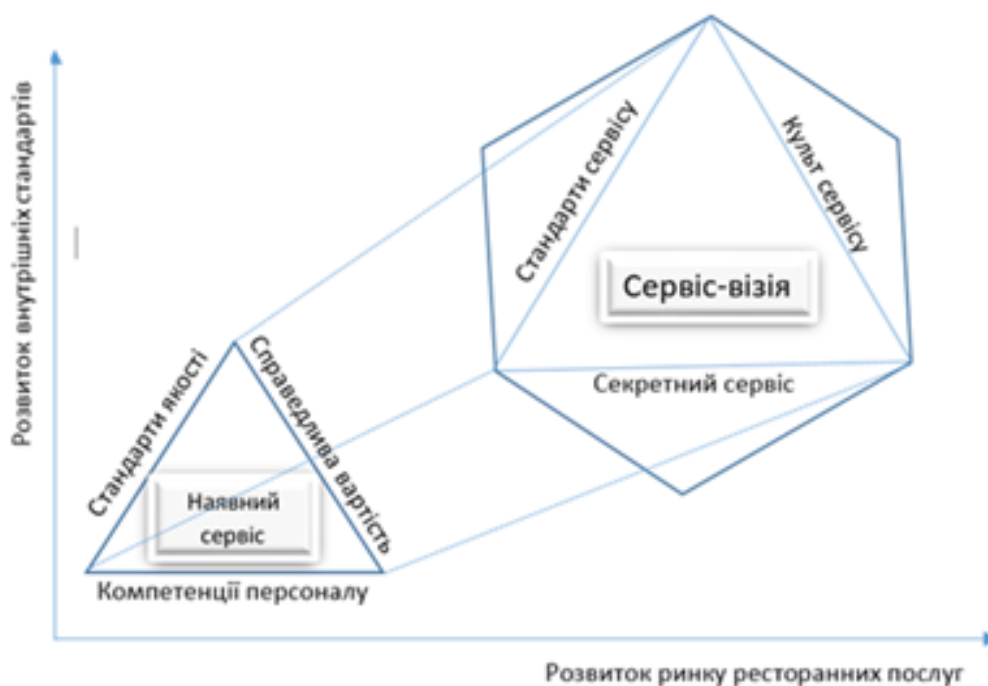 Розвиток внутрішніх стандартів
Стандарти сервісу
Культ сервісу
Сервіс-візія
Секретний сервіс
Стандарти якості
Справедлива вартість
Наявний
сервіс
Компетенції персоналу
Розвиток ринку ресторанних послуг